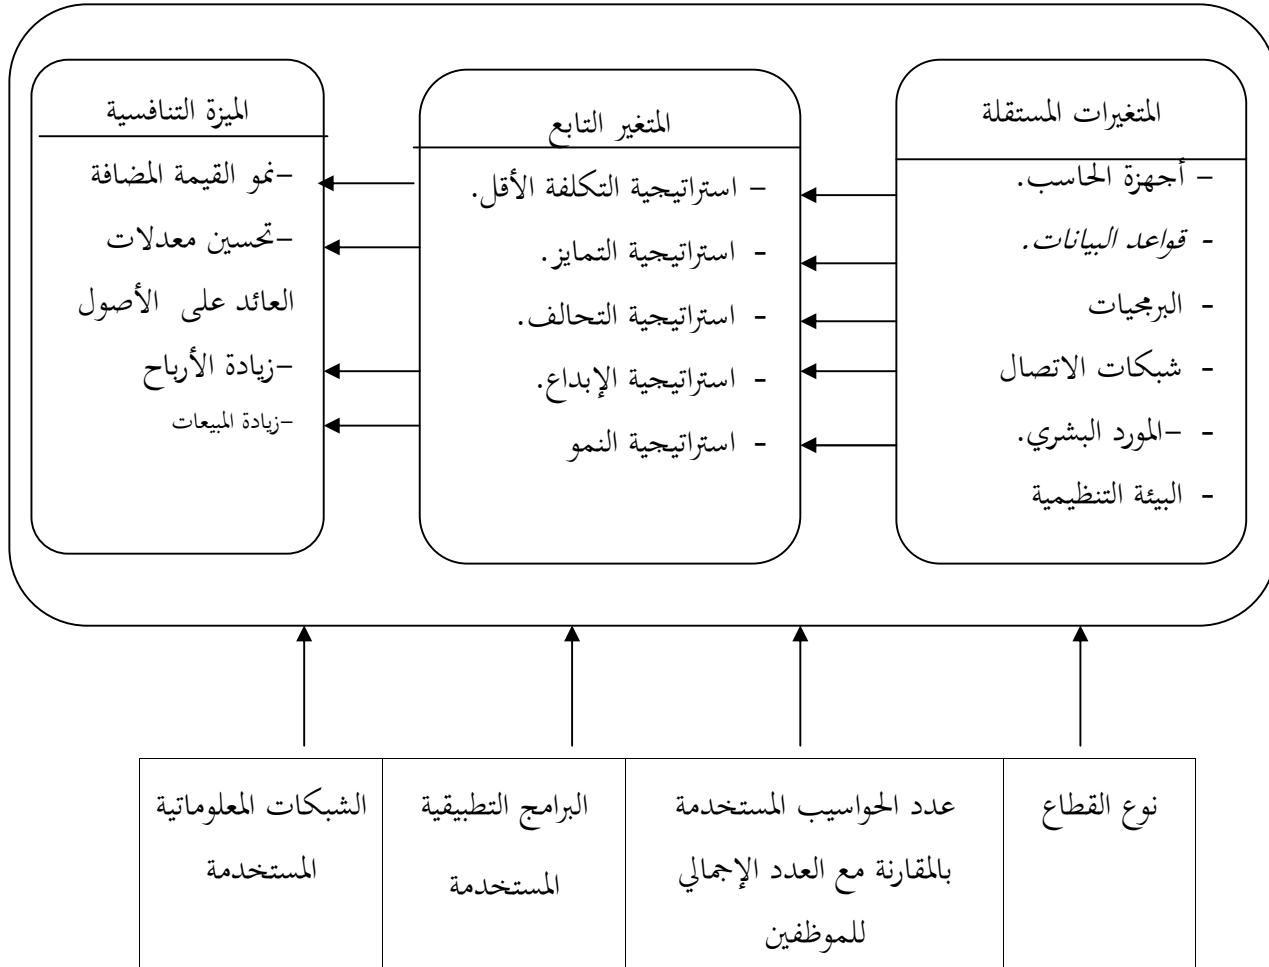 المتغيرات المستقلة
– أجهزة الحاسب.
- قواعد البيانات.
- البرمجيات
- شبكات الاتصال
- –المورد البشري.
- البيئة التنظيمية
المتغير التابع
– استراتيجية التكلفة الأقل.
- استراتيجية التمايز.
- استراتيجية التحالف.
- استراتيجية الإبداع.
- استراتيجية النمو
الميزة التنافسية
–نمو القيمة المضافة
–تحسين معدلات
العائد على الأصول
–زيادة الأرباح
–زيادة المبيعات
نوع القطاع
عدد الحواسيب المستخدمة
بالمقارنة مع العدد الإجمالي
للموظفين
البرامج التطبيقية
المستخدمة
الشبكات المعلوماتية
المستخدمة